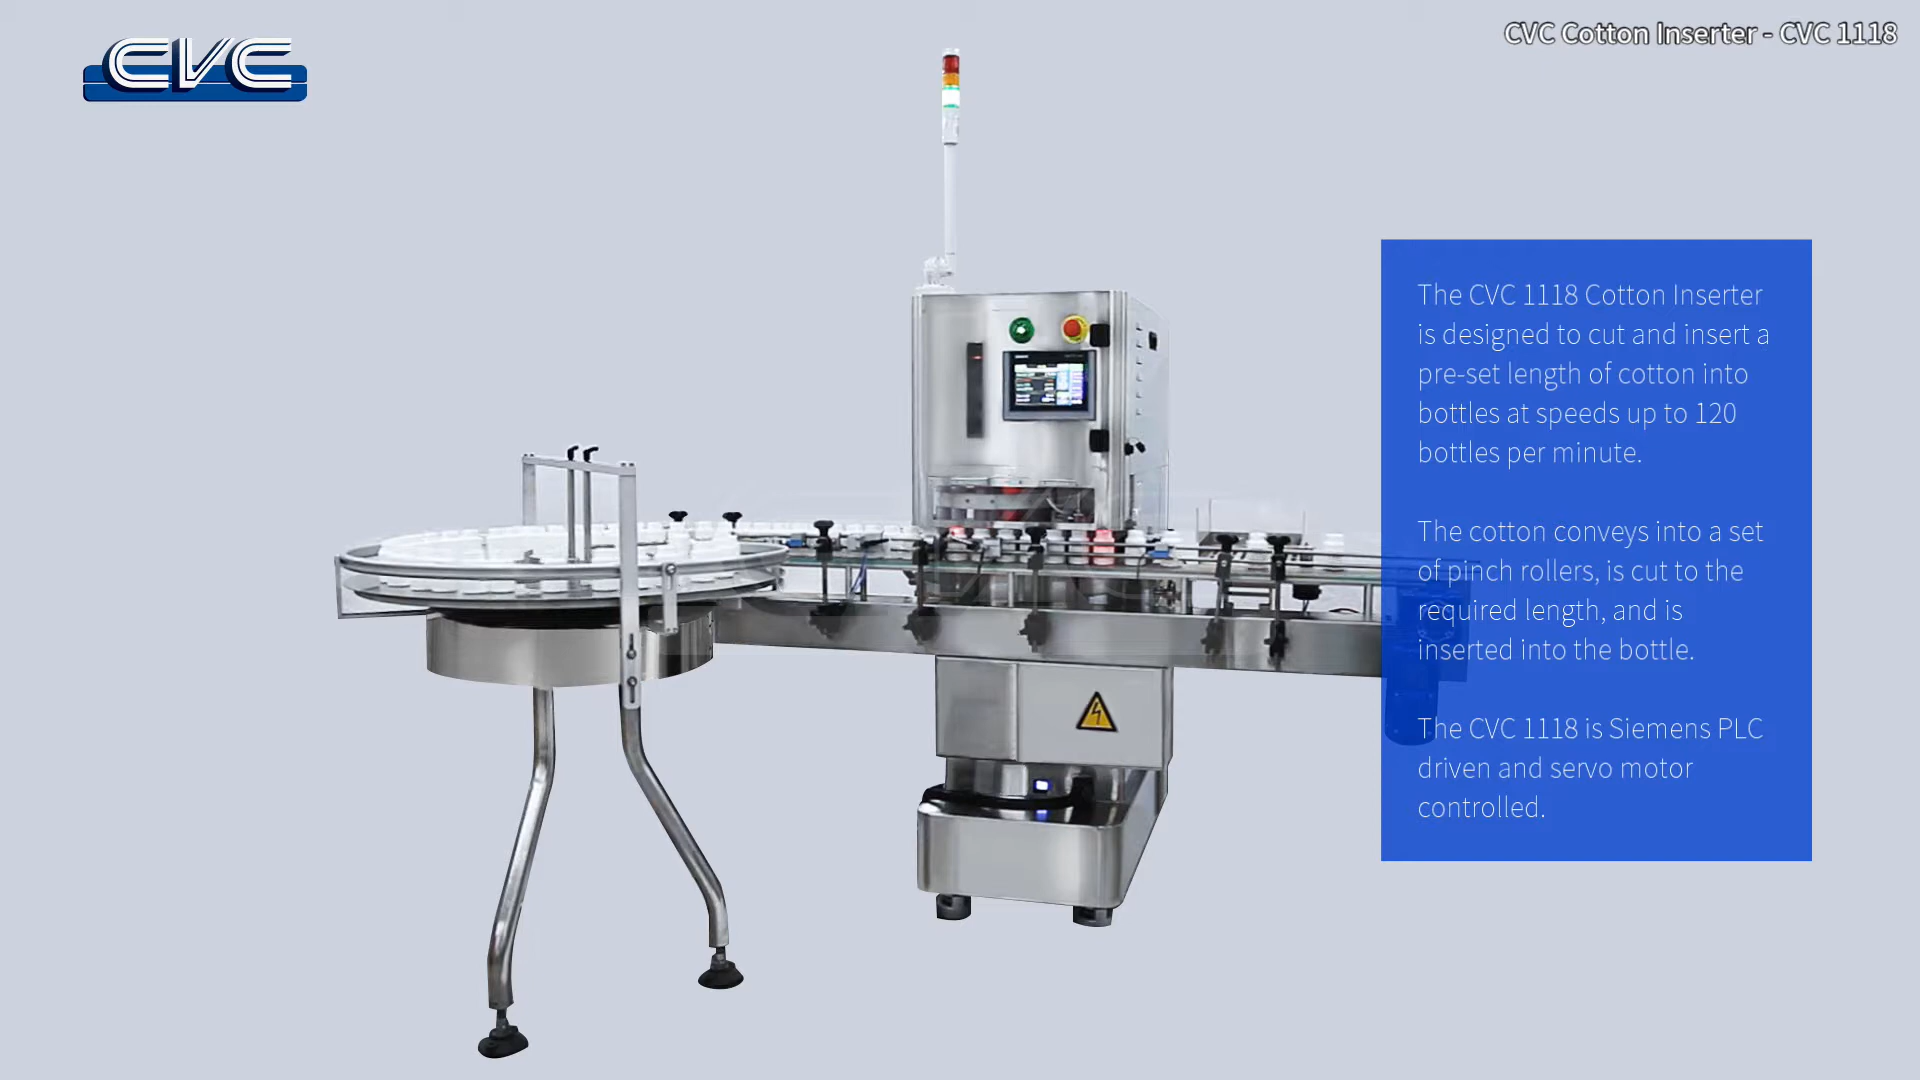 CVC
CVC Cotton Inserter - CVC 1118
The CVC 1118 Cotton Inserter
is designed to cut and insert a
pre-set length of cotton into
bottles at speeds up to 120
bottles per minute.
The cotton conveys into a set
of pinch rollers, is cut to the
required length, and is
inserted into the bottle.
The CVC 1118 is Siemens PLC
driven and servo motor
controlled.